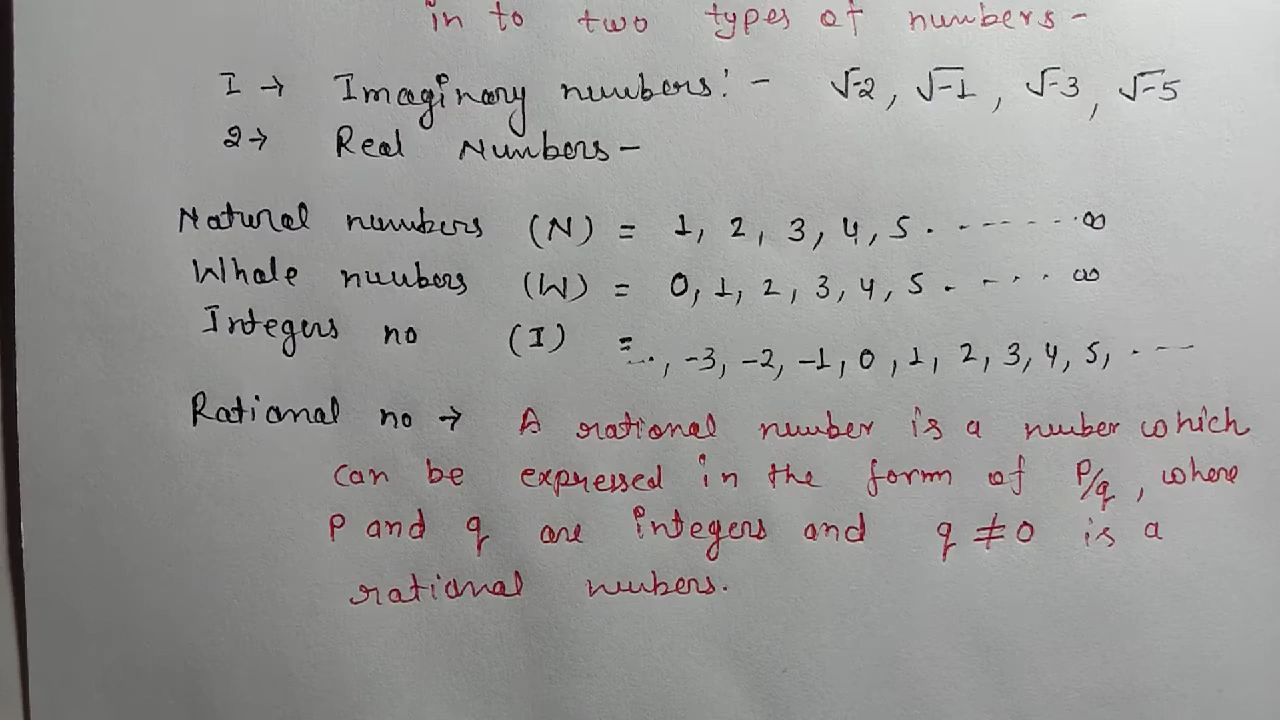 in to two types of numbers -
I → Imaginary numbers: - √-2, √-1, √-3, √-5
2 → Real Numbers -
Natural numbers (N) = 1, 2, 3, 4, 5 . - - - - - - . ∞
Whole numbers (W) = 0, 1, 2, 3, 4, 5 . - . . . ∞
Integers no (I) = ..., -3, -2, -1, 0, 1, 2, 3, 4, 5, . - -
Rational no → A rational number is a number which
can be expressed in the form of P/q, where
P and q are integers and q ≠ 0 is a
rational numbers.